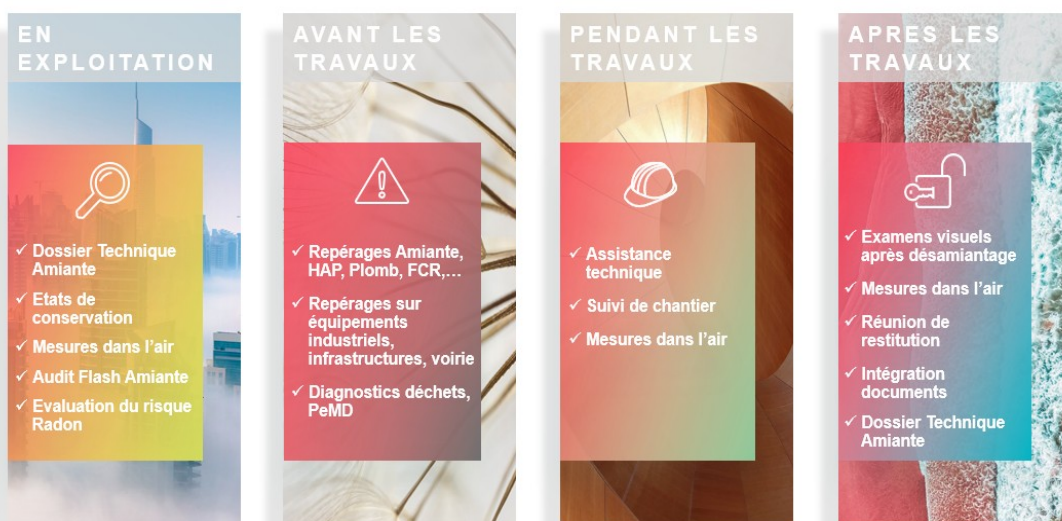 EN
EXPLOITATION
✓ Dossier Technique
Amiante
✓ Etats de
conservation
✓ Mesures dans l'air
✓ Audit Flash Amiante
✓ Evaluation du risque
Radon
AVANT LES
TRAVAUX
✓ Repérages Amiante,
HAP, Plomb, FCR,...
✓ Repérages sur
équipements
industriels,
infrastructures, voirie
✓ Diagnostics déchets,
PeMD
PENDANT LES
TRAVAUX
✓ Assistance
technique
✓ Suivi de chantier
✓ Mesures dans l'air
APRES LES
TRAVAUX
✓ Examens visuels
après désamiantage
✓ Mesures dans l'air
✓ Réunion de
restitution
✓ Intégration
documents
✓ Dossier Technique
Amiante